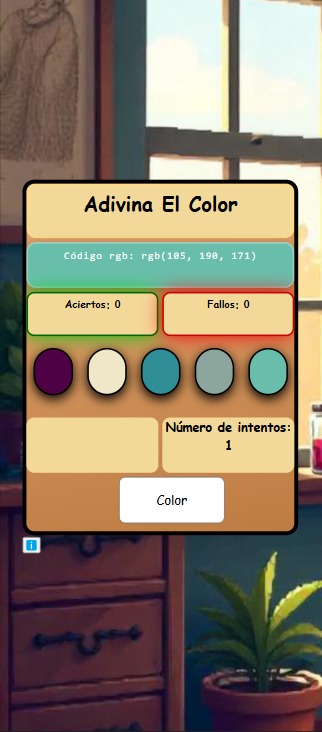 Adivina El Color
Código rgb: rgb(105, 190, 171)
Aciertos: 0
Fallos: 0
Número de intentos:
1
Color
i